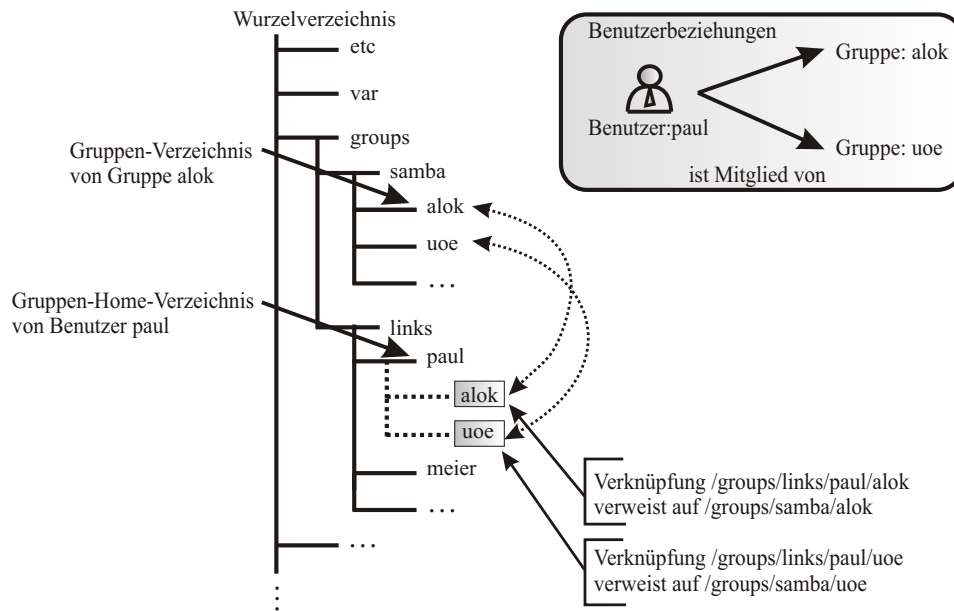 Wurzelverzeichnis
etc
var
groups
Gruppen-Verzeichnis
von Gruppe alok
samba
alok
uoe
...
Gruppen-Home-Verzeichnis
von Benutzer paul
links
paul
alok
uoe
meier
...
...
Benutzerbeziehungen
Gruppe: alok
Benutzer:paul
Gruppe: uoe
ist Mitglied von
Verknüpfung /groups/links/paul/alok
verweist auf /groups/samba/alok
Verknüpfung /groups/links/paul/uoe
verweist auf /groups/samba/uoe